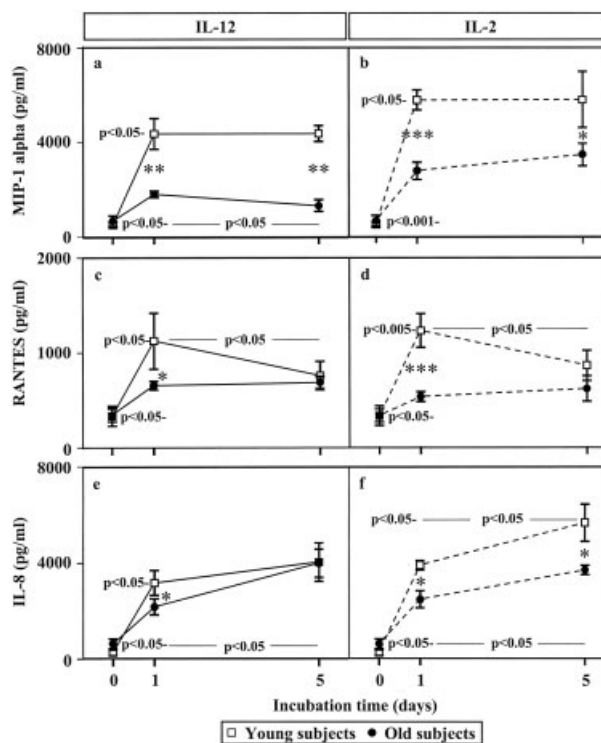 IL-12 IL-2
8000 a b
p<0.05- p<0.05-
MIP-1 alpha (pg/ml) 4000 *** 
** ** *
p<0.05- p<0.05 p<0.001-
0
2000 c d
p<0.05- p<0.05 p<0.005- p<0.05
RANTES (pg/ml) 1000
* ***
p<0.05- p<0.05-
0
8000 e f
p<0.05- p<0.05
IL-8 (pg/ml) 4000 *
p<0.05-
* *
p<0.05- p<0.05 p<0.05- p<0.05
0
0 1 5 0 1 5
Incubation time (days)
Young subjects Old subjects